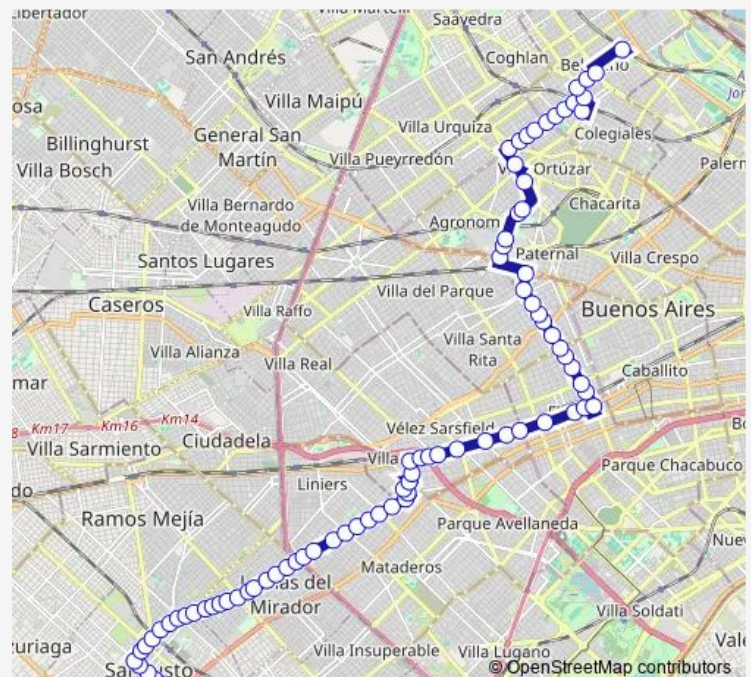 Saavedra
San Andrés
Coghlan
Villa Maipú
Villa Urquiza
Colegiales
Billinghurst
General San
Martín
Villa Pueyrredón
Villa Bosch
Ortúzar
Villa Bernardo
de Monteagudo
Chacarita
Agronom
Santos Lugares
Paternal
Villa Crespo
Villa del Parque
Caseros
Villa Raffo
Buenos Aires
Villa Santa
Rita
Villa Alianza
Villa Real
Caballito
mar
Km17
Km16
Km14
Vélez Sarsfield
Villa Sarmiento
Ciudadela
Villa
Parque Chacabuco
Liniers
Ramos Mejía
Parque Avellaneda
Mataderos
Mirador
as del
Villa Soldati
Villa Insuperable
Villa Lugano
© OpenStreetMap contributors